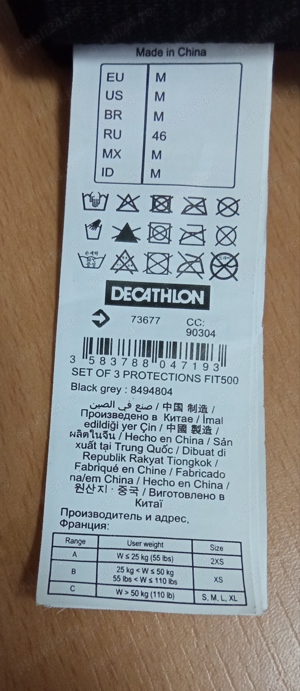 Made in China
EU M
US M
BR M
RU 46
MX M
ID M
DECATHLON
73677 CC: 90304
3 583788 047193
SET OF 3 PROTECTIONS FIT500
Black grey : 8494804
صنع في الصين / 中国 制造 /
Произведено в Китае / İmal
edildiği yer Çin / 中國 製造 /
ผลิตในจีน / Hecho en China / Sản
xuất tại Trung Quốc / Dibuat di
Republik Rakyat Tiongkok /
Fabriqué en Chine / Fabricado
na/em China / Hecho en China /
원산지 : 중국 / Виготовлено в
Китаї
Производитель и адрес,
Франция:
Range User weight Size
A W ≤ 25 kg (55 lbs) 2XS
B 25 kg < W ≤ 50 kg
55 lbs < W ≤ 110 lbs XS
C W > 50 kg (110 lb) S, M, L, XL